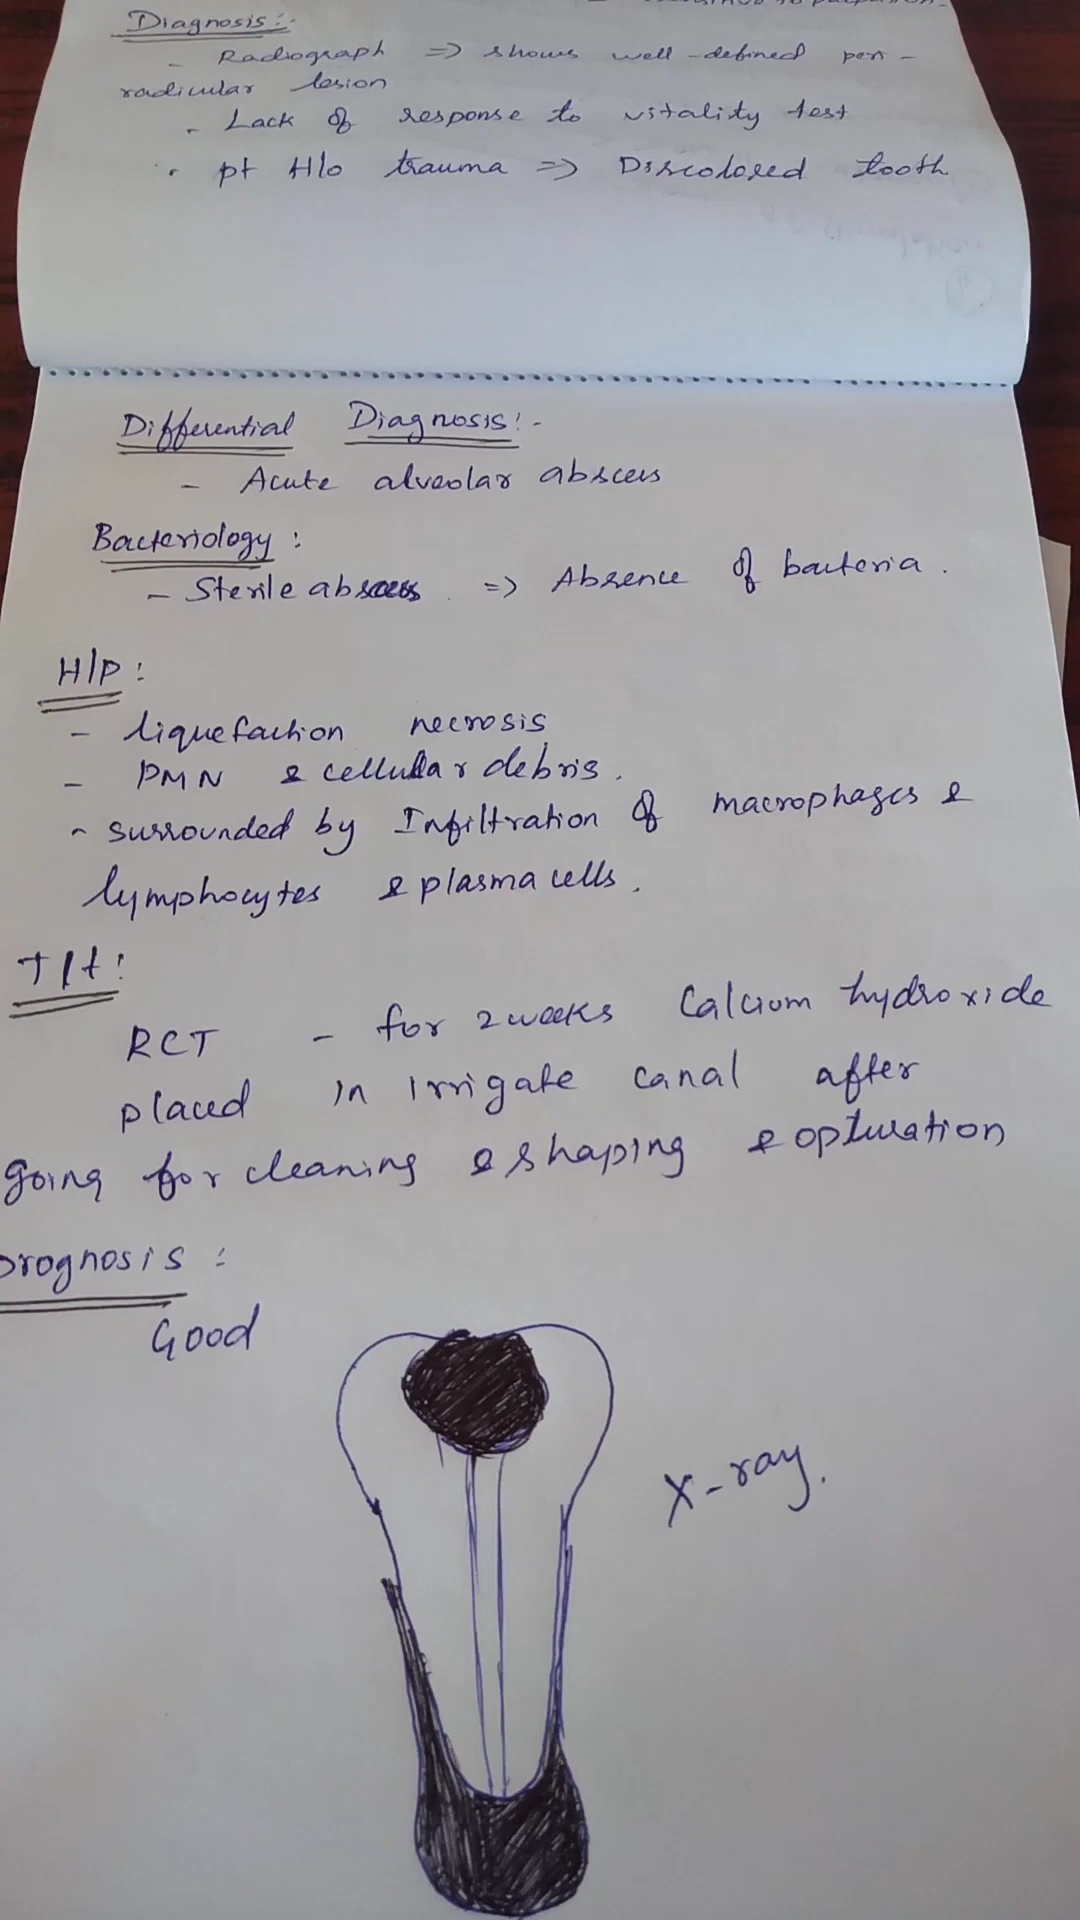 Diagnosis:-
- Radiograph => shows well-defined peri-
radicular lesion
- Lack of response to vitality test
- pt H/o trauma => Discolored tooth
Differential Diagnosis:-
- Acute alveolar abscess
Bacteriology:
- Sterile abscess => Absence of bacteria.
H/P:
- liquefaction necrosis
- PMN & cellular debris.
- surrounded by Infiltration of macrophages &
lymphocytes & plasma cells.
T/t:
RCT - for 2 weeks Calcium hydroxide
placed in irrigate canal after
going for cleaning & shaping & opturation
Prognosis:
Good
X-ray.